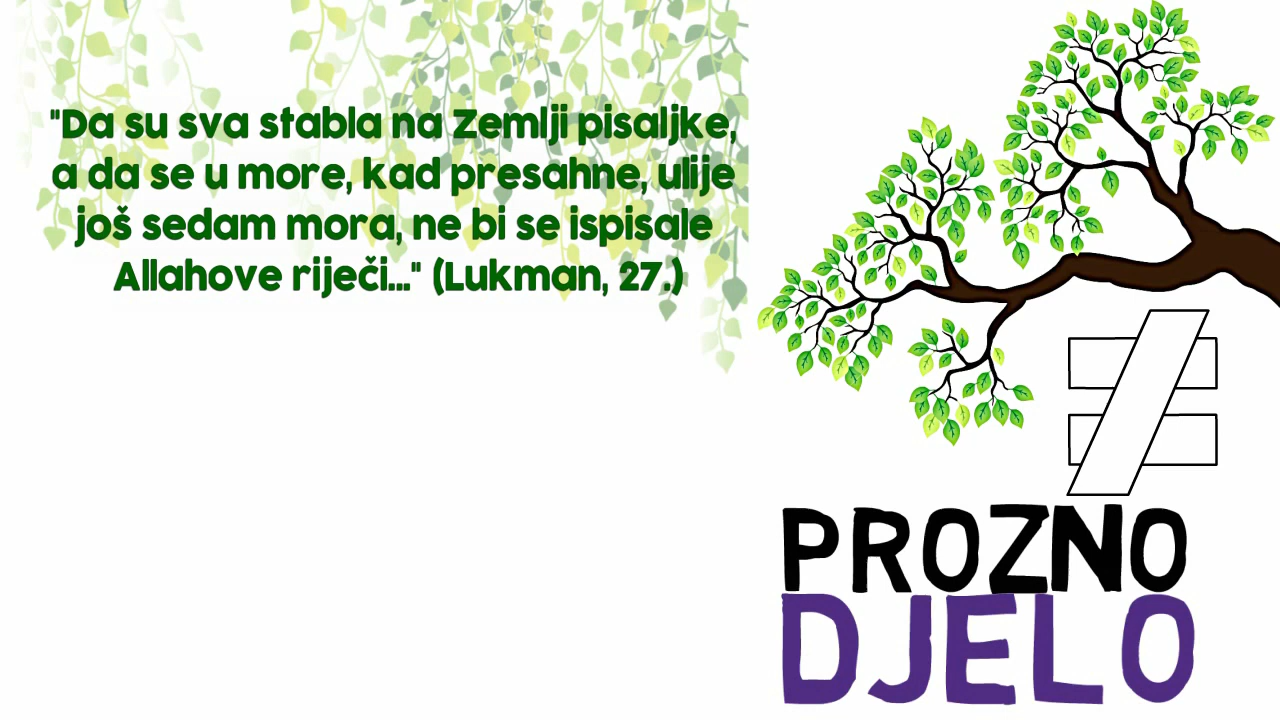 "Da su sva stabla na Zemlji pisaljke,
a da se u more, kad presahne, ulije
još sedam mora, ne bi se ispisale
Allahove riječi..." (Lukman, 27.)
≠
PROZNO
DJELO